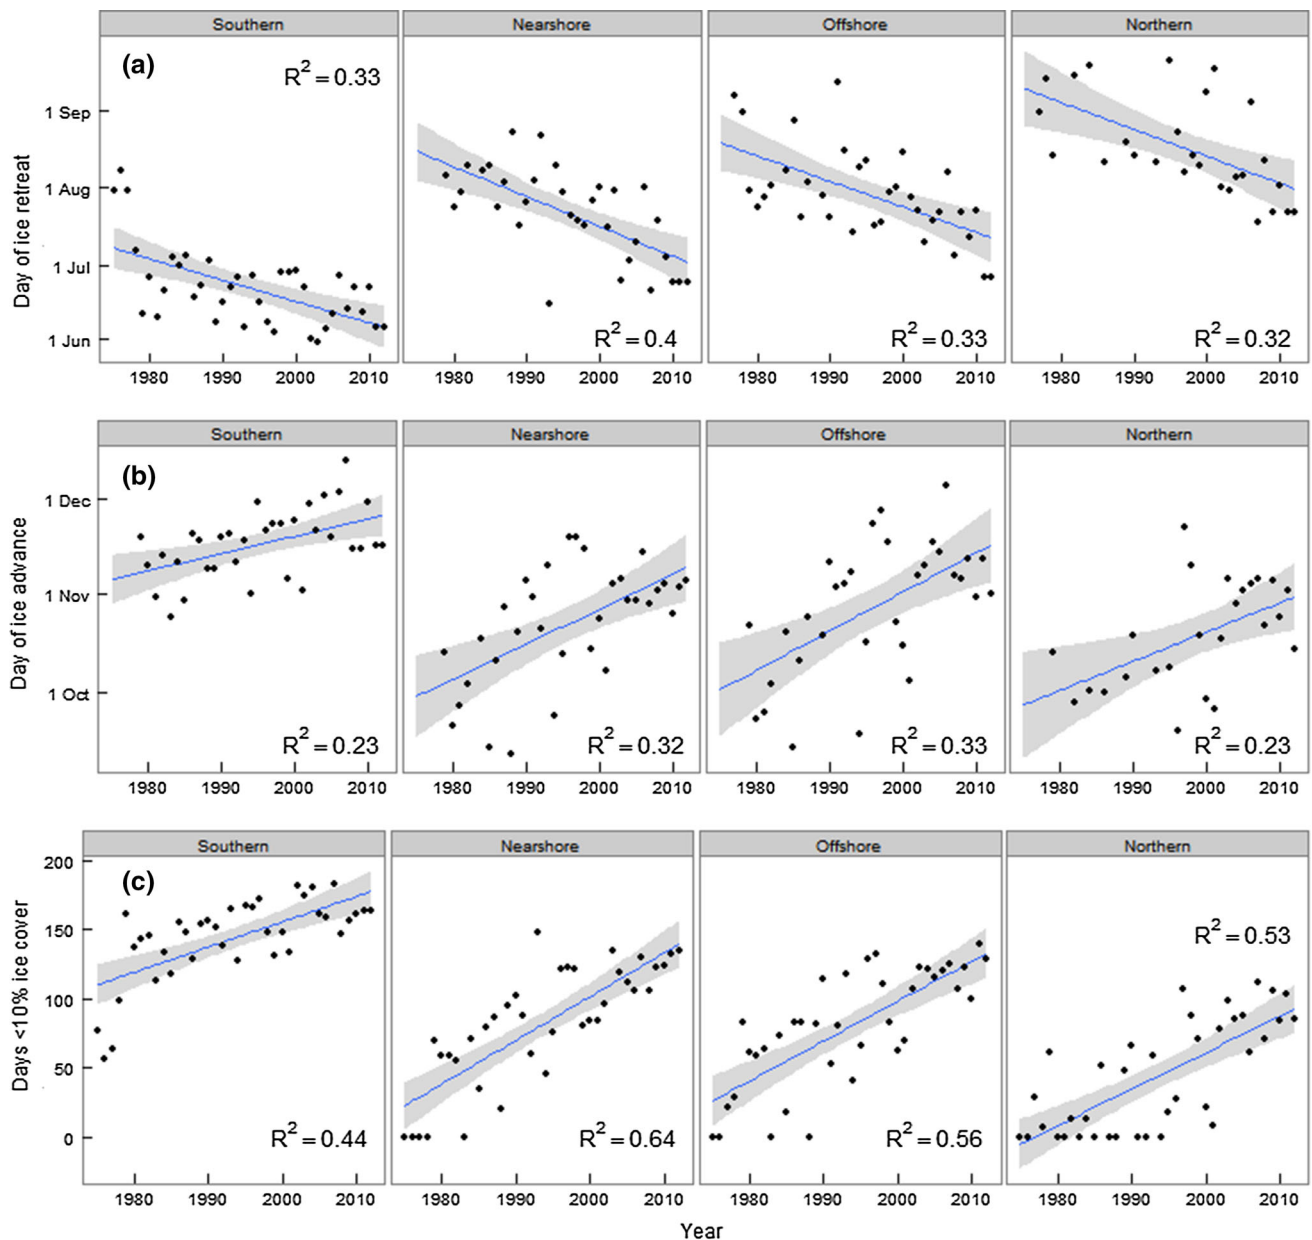 Southern Nearshore Offshore Northern
(a)
R² = 0.33
R² = 0.4
R² = 0.33
R² = 0.32
Day of ice retreat
1 Sep
1 Aug
1 Jul
1 Jun
1980 1990 2000 2010 1980 1990 2000 2010 1980 1990 2000 2010 1980 1990 2000 2010
Southern Nearshore Offshore Northern
(b)
R² = 0.23
R² = 0.32
R² = 0.33
R² = 0.23
Day of ice advance
1 Dec
1 Nov
1 Oct
1980 1990 2000 2010 1980 1990 2000 2010 1980 1990 2000 2010 1980 1990 2000 2010
Southern Nearshore Offshore Northern
(c)
R² = 0.44
R² = 0.64
R² = 0.56
R² = 0.53
Days <10% ice cover
200
150
100
50
0
1980 1990 2000 2010 1980 1990 2000 2010 1980 1990 2000 2010 1980 1990 2000 2010
Year